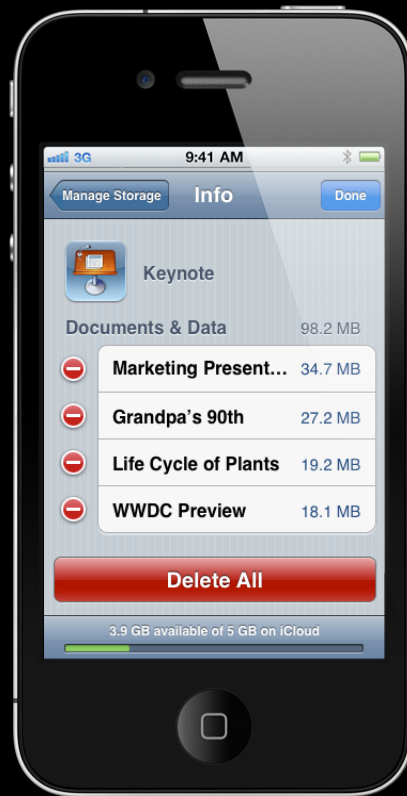 3G 9:41 AM
Manage Storage Info Done
Keynote
Documents & Data 98.2 MB
Marketing Present... 34.7 MB
Grandpa's 90th 27.2 MB
Life Cycle of Plants 19.2 MB
WWDC Preview 18.1 MB
Delete All
3.9 GB available of 5 GB on iCloud